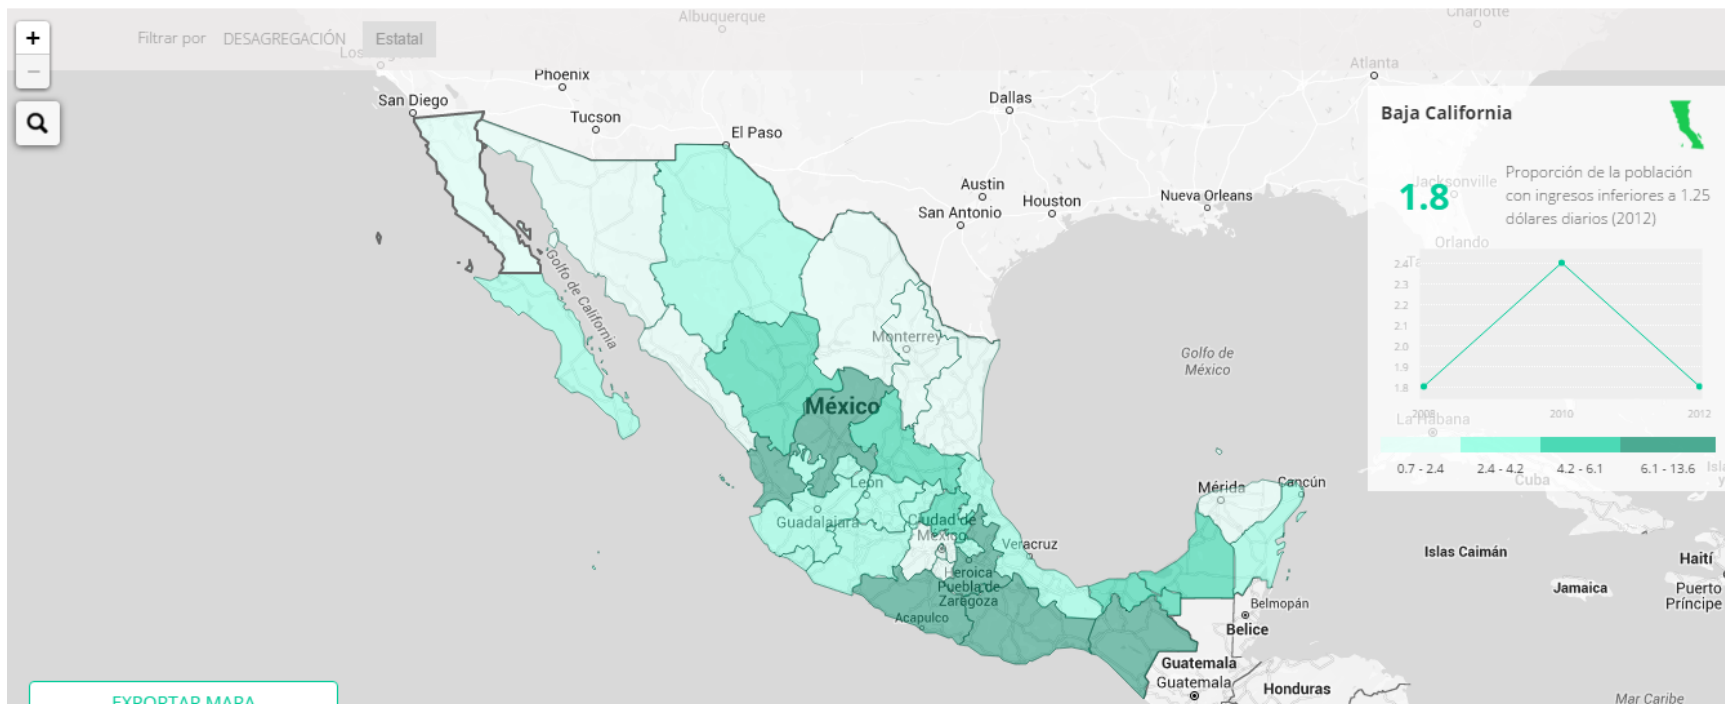 Albuquerque
Charlotte
+
Filtrar por DESAGREGACIÓN Estatal
−
Atlanta
Phoenix
San Diego
Dallas
Tucson
El Paso
Baja California
Austin
San Antonio
Houston
Nueva Orleans
Jacksonville
1.8
Proporción de la población
con ingresos inferiores a 1.25
dólares diarios (2012)
Orlando
2.4
2.3
2.2
2.1
2.0
1.9
1.8
2008 2010 2012
La Habana
0.7 - 2.4 2.4 - 4.2 4.2 - 6.1 6.1 - 13.6
Cuba
Golfo de California
Monterrey
Golfo de
México
México
León
Guadalajara
Ciudad de
México
Veracruz
Mérida
Cancún
Heroica
Puebla de
Zaragoza
Acapulco
Islas Caimán
Haití
Jamaica
Puerto
Príncipe
Belmopán
Belice
Guatemala
Guatemala
Honduras
Mar Caribe
EXPORTAR MAPA